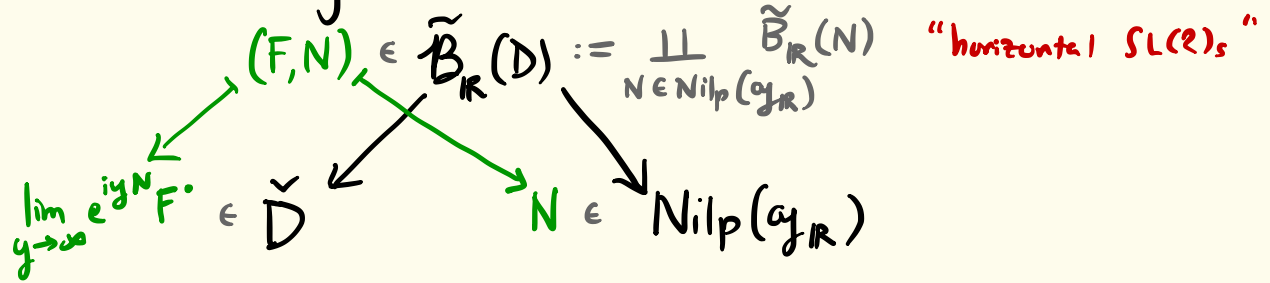 (F,N) ∈ B̃_ℝ(D) := ∐_{N ∈ Nilp(𝔤_ℝ)} B̃_ℝ(N) "horizontal SL(2)s"
lim_{y→∞} e^{iyN} F^• ∈ Ď N ∈ Nilp(𝔤_ℝ)